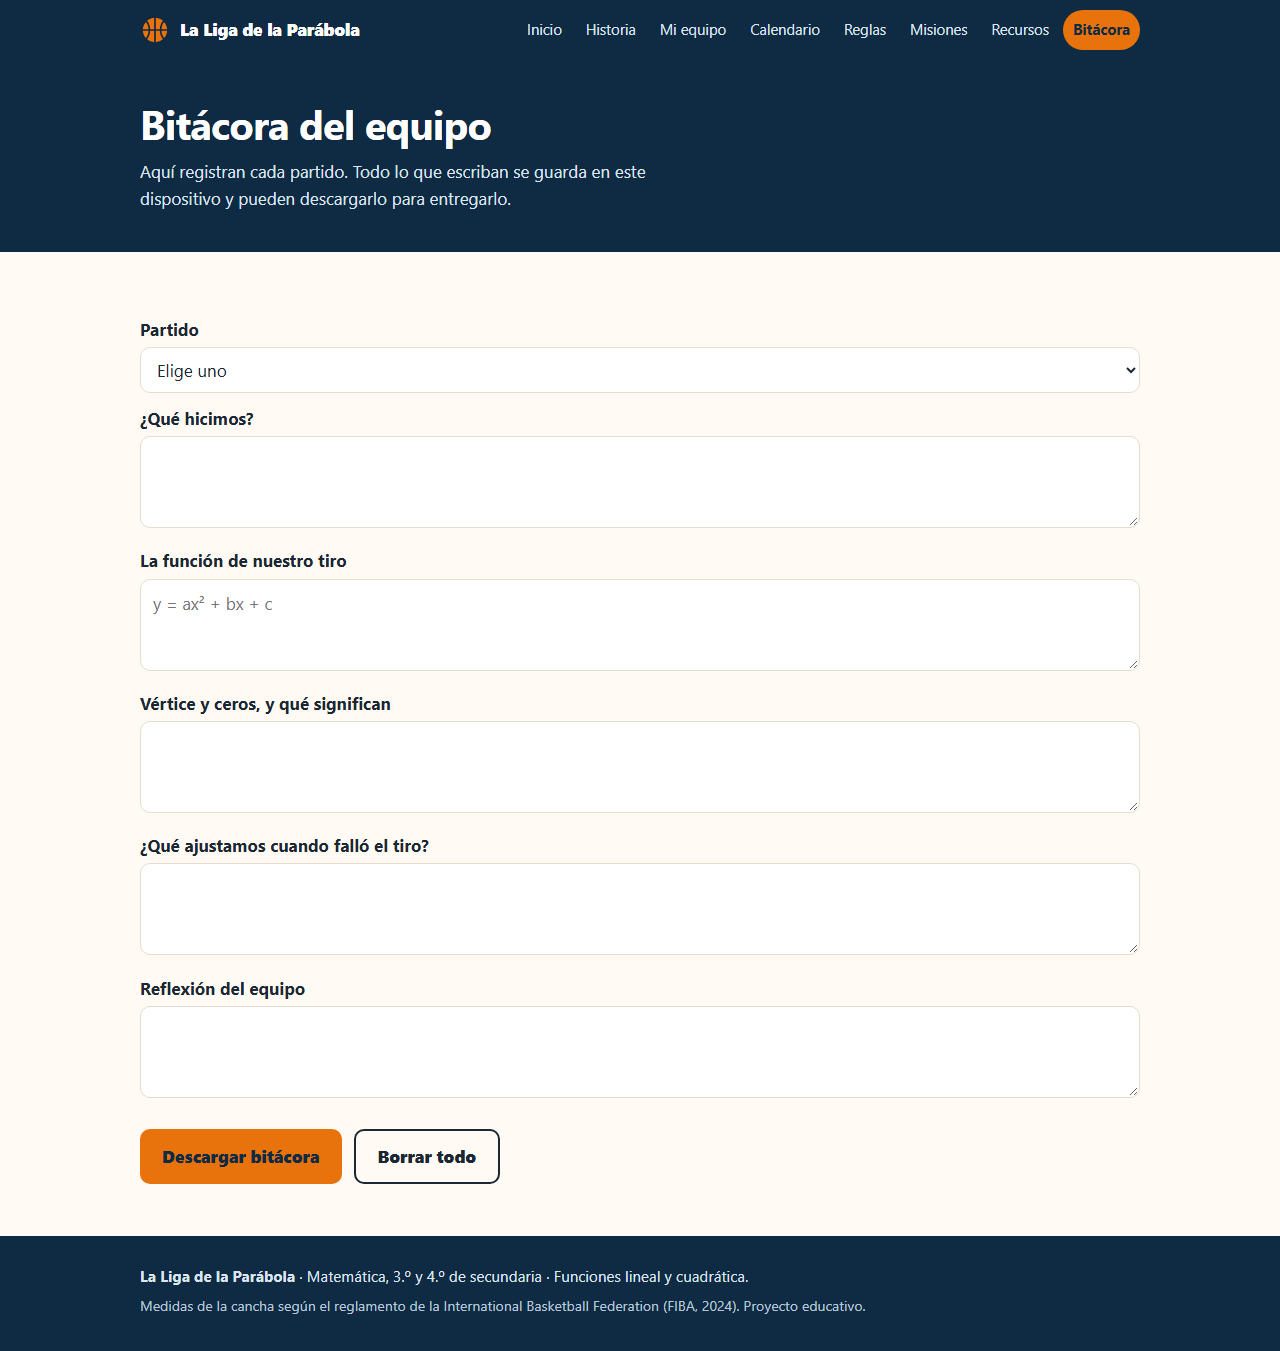 La Liga de la Parábola
Inicio Historia Mi equipo Calendario Reglas Misiones Recursos Bitácora
Bitácora del equipo
Aquí registran cada partido. Todo lo que escriban se guarda en este
dispositivo y pueden descargarlo para entregarlo.
Partido
Elige uno
¿Qué hicimos?
La función de nuestro tiro
y = ax² + bx + c
Vértice y ceros, y qué significan
¿Qué ajustamos cuando falló el tiro?
Reflexión del equipo
Descargar bitácora Borrar todo
La Liga de la Parábola · Matemática, 3.º y 4.º de secundaria · Funciones lineal y cuadrática.
Medidas de la cancha según el reglamento de la International Basketball Federation (FIBA, 2024). Proyecto educativo.